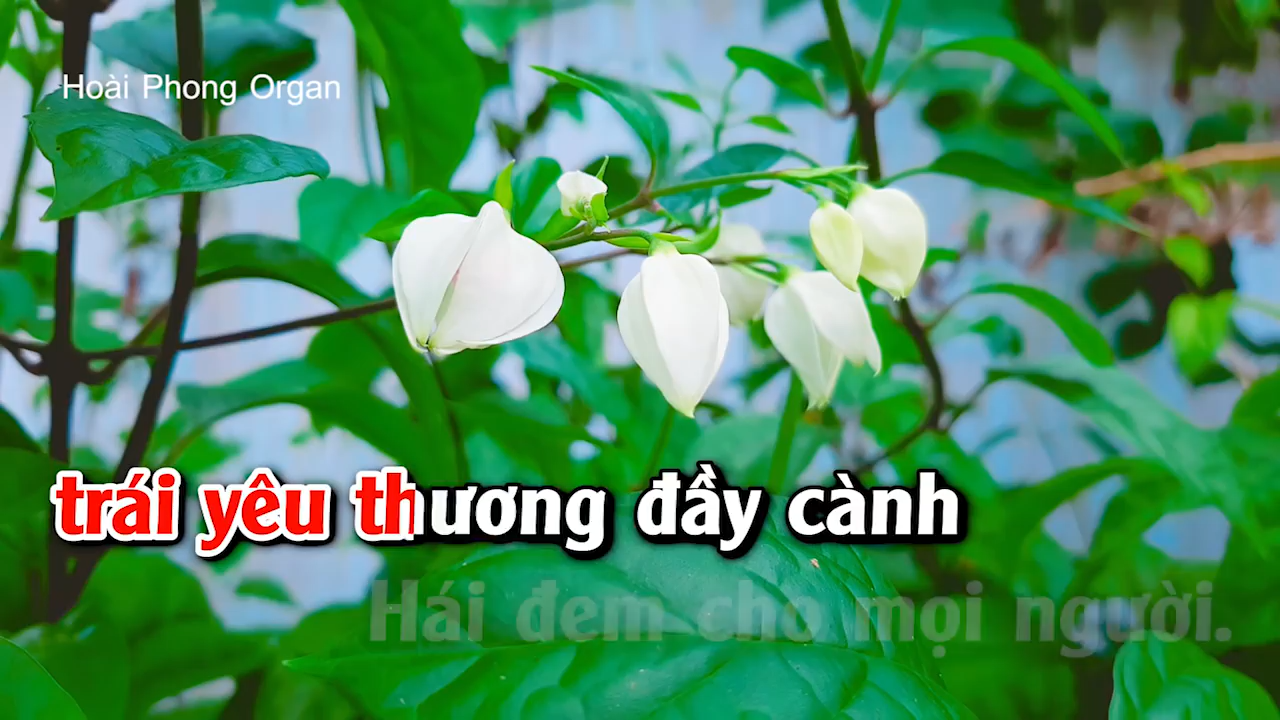 Hoài Phong Organ
trái yêu thương đầy cành
Hái đem cho mọi người.